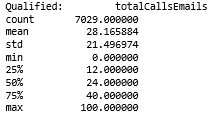 Qualified: totalCallsEmails
count 7029.000000
mean 28.165884
std 21.496974
min 0.000000
25% 12.000000
50% 24.000000
75% 40.000000
max 100.000000